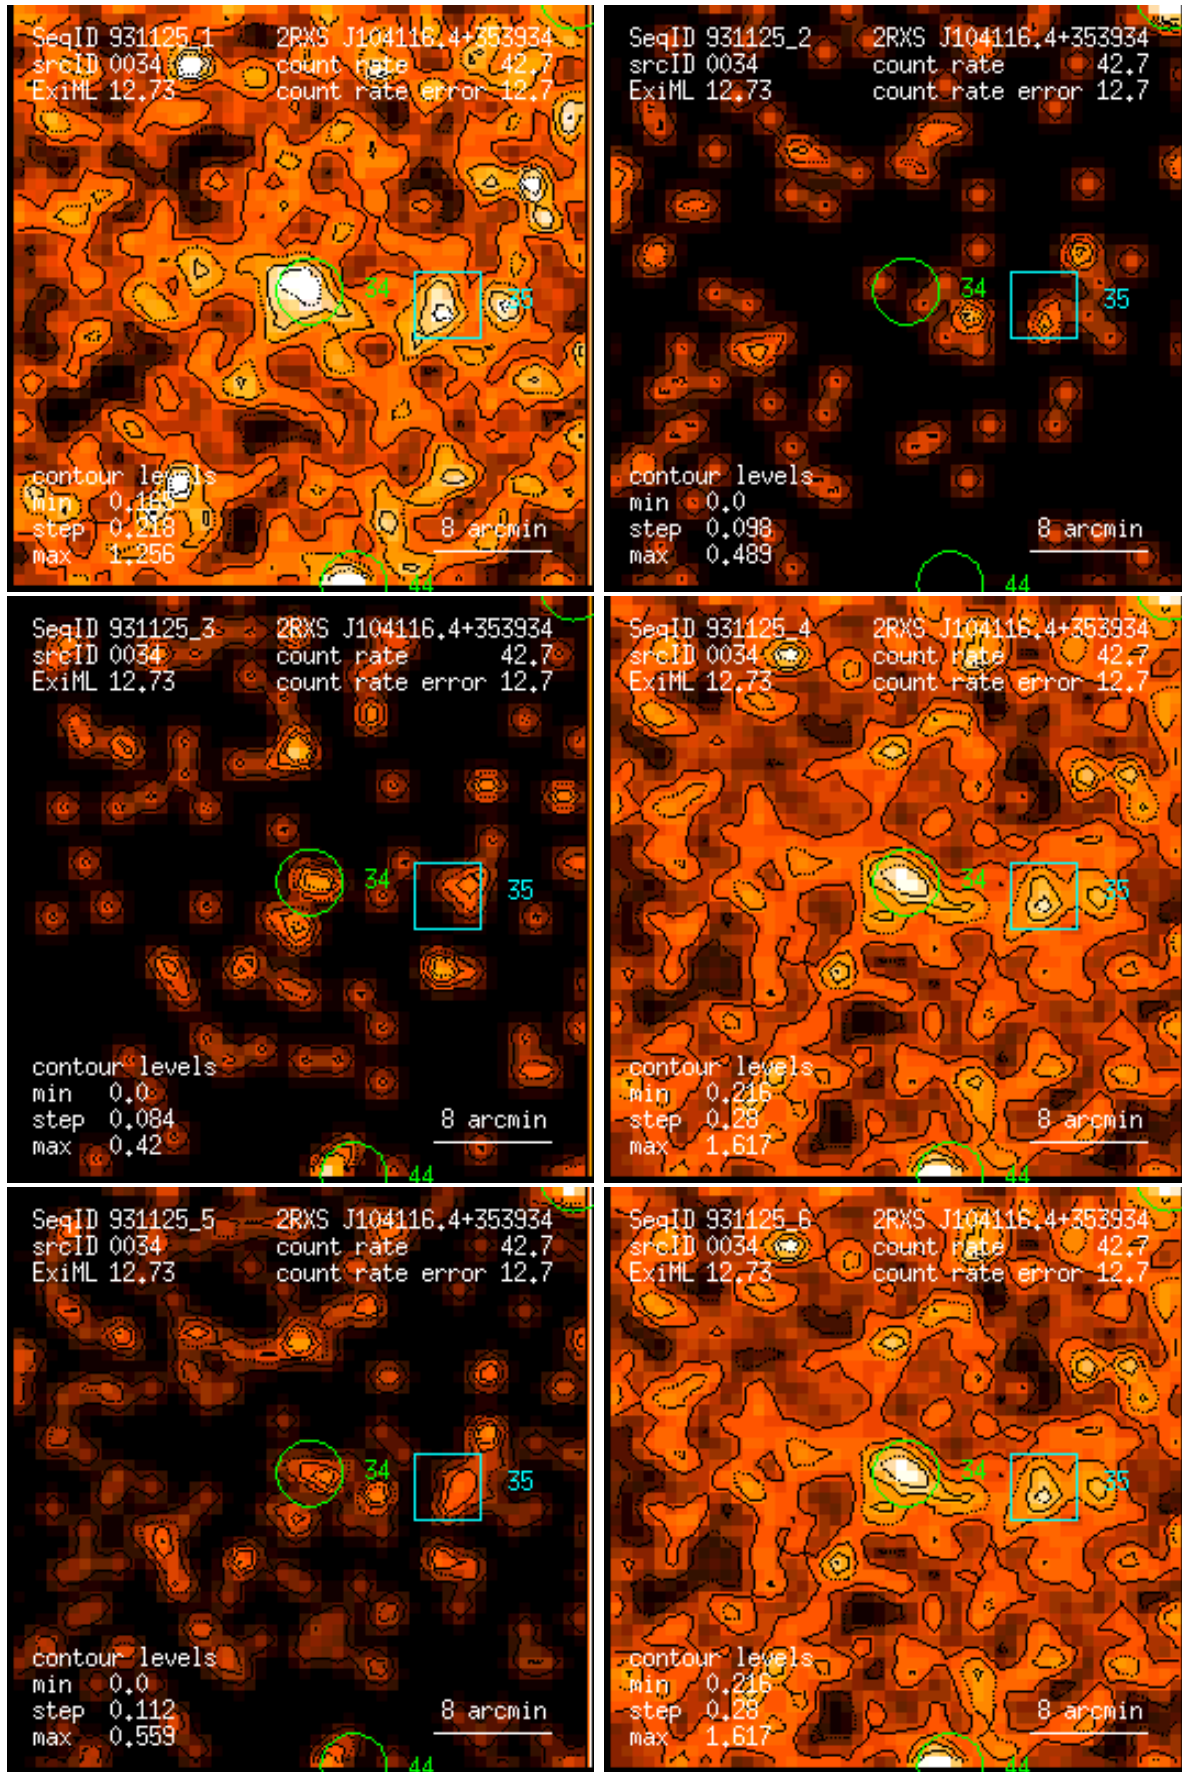 SeqID 931125_1 2RXS J104116.4+353934
srcID 0034 count rate 42.7
ExiML 12.73 count rate error 12.7
34
35
contour levels
min 0.165
step 0.218 8 arcmin
max 1.256
44
SeqID 931125_2 2RXS J104116.4+353934
srcID 0034 count rate 42.7
ExiML 12.73 count rate error 12.7
34
35
contour levels
min 0.0
step 0.098 8 arcmin
max 0.489
44
SeqID 931125_3 2RXS J104116.4+353934
srcID 0034 count rate 42.7
ExiML 12.73 count rate error 12.7
34
35
contour levels
min 0.0
step 0.084 8 arcmin
max 0.42
44
SeqID 931125_4 2RXS J104116.4+353934
srcID 0034 count rate 42.7
ExiML 12.73 count rate error 12.7
34
35
contour levels
min 0.216
step 0.28 8 arcmin
max 1.617
44
SeqID 931125_5 2RXS J104116.4+353934
srcID 0034 count rate 42.7
ExiML 12.73 count rate error 12.7
34
35
contour levels
min 0.0
step 0.112 8 arcmin
max 0.559
44
SeqID 931125_6 2RXS J104116.4+353934
srcID 0034 count rate 42.7
ExiML 12.73 count rate error 12.7
34
35
contour levels
min 0.216
step 0.28 8 arcmin
max 1.617
44